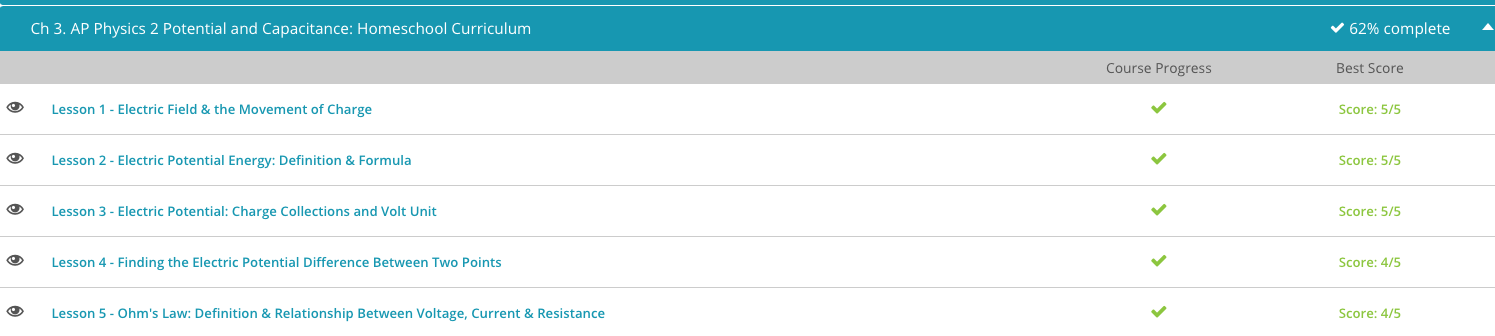 Ch 3. AP Physics 2 Potential and Capacitance: Homeschool Curriculum 62% complete
Course Progress Best Score
Lesson 1 - Electric Field & the Movement of Charge Score: 5/5
Lesson 2 - Electric Potential Energy: Definition & Formula Score: 5/5
Lesson 3 - Electric Potential: Charge Collections and Volt Unit Score: 5/5
Lesson 4 - Finding the Electric Potential Difference Between Two Points Score: 4/5
Lesson 5 - Ohm's Law: Definition & Relationship Between Voltage, Current & Resistance Score: 4/5